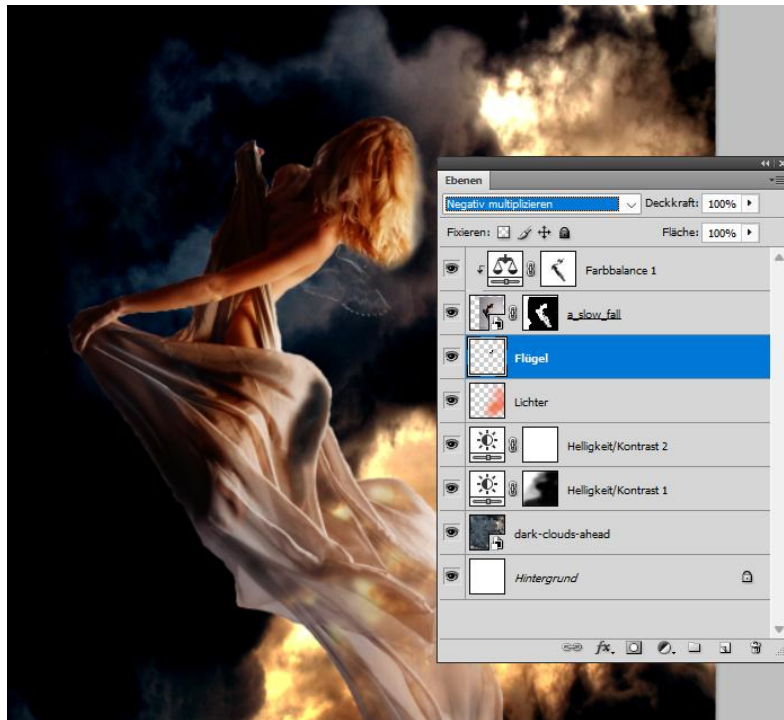 Ebenen
Negativ multiplizieren Deckkraft: 100%
Fixieren: Fläche: 100%
Farbbalance 1
a_slow_fall
Flügel
Lichter
Helligkeit/Kontrast 2
Helligkeit/Kontrast 1
dark-clouds-ahead
Hintergrund
fx.